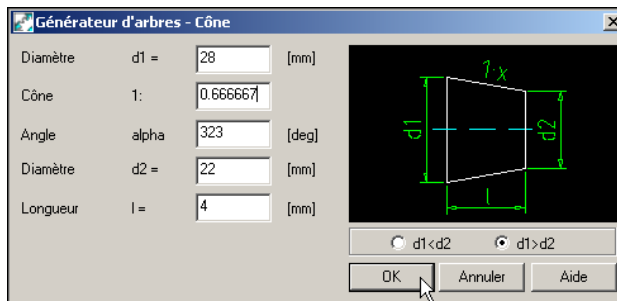 Générateur d'arbres - Cône
Diamètre d1 = 28 [mm]
Cône 1: 0.666667
Angle alpha 323 [deg]
Diamètre d2 = 22 [mm]
Longueur l = 4 [mm]
1:x
d1
d2
l
d1<d2 d1>d2
OK Annuler Aide